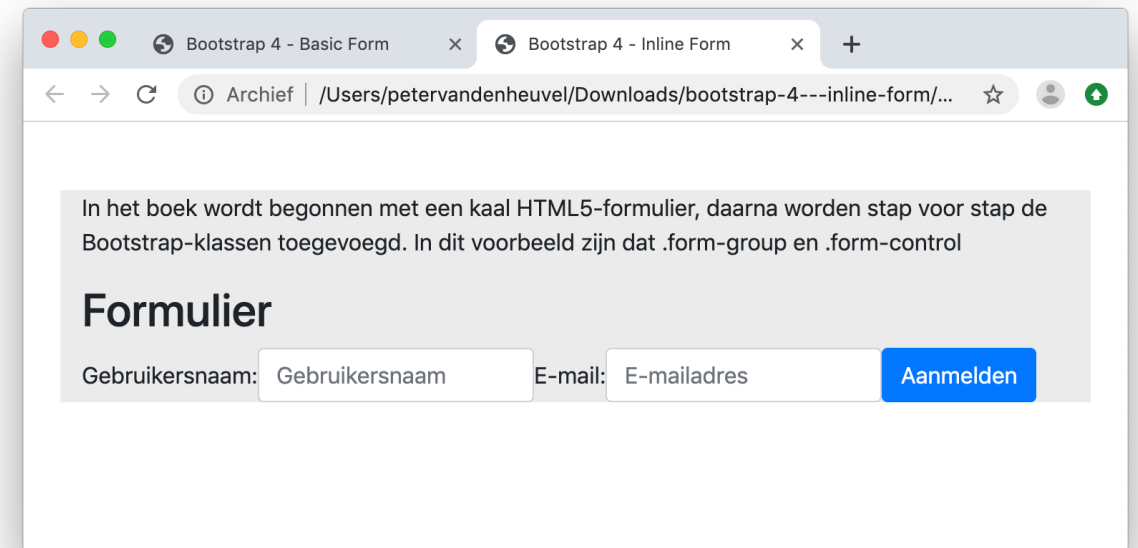 Bootstrap 4 - Basic Form
Bootstrap 4 - Inline Form
Archief | /Users/petervandenheuvel/Downloads/bootstrap-4---inline-form/...
In het boek wordt begonnen met een kaal HTML5-formulier, daarna worden stap voor stap de
Bootstrap-klassen toegevoegd. In dit voorbeeld zijn dat .form-group en .form-control
Formulier
Gebruikersnaam: Gebruikersnaam E-mail: E-mailadres Aanmelden